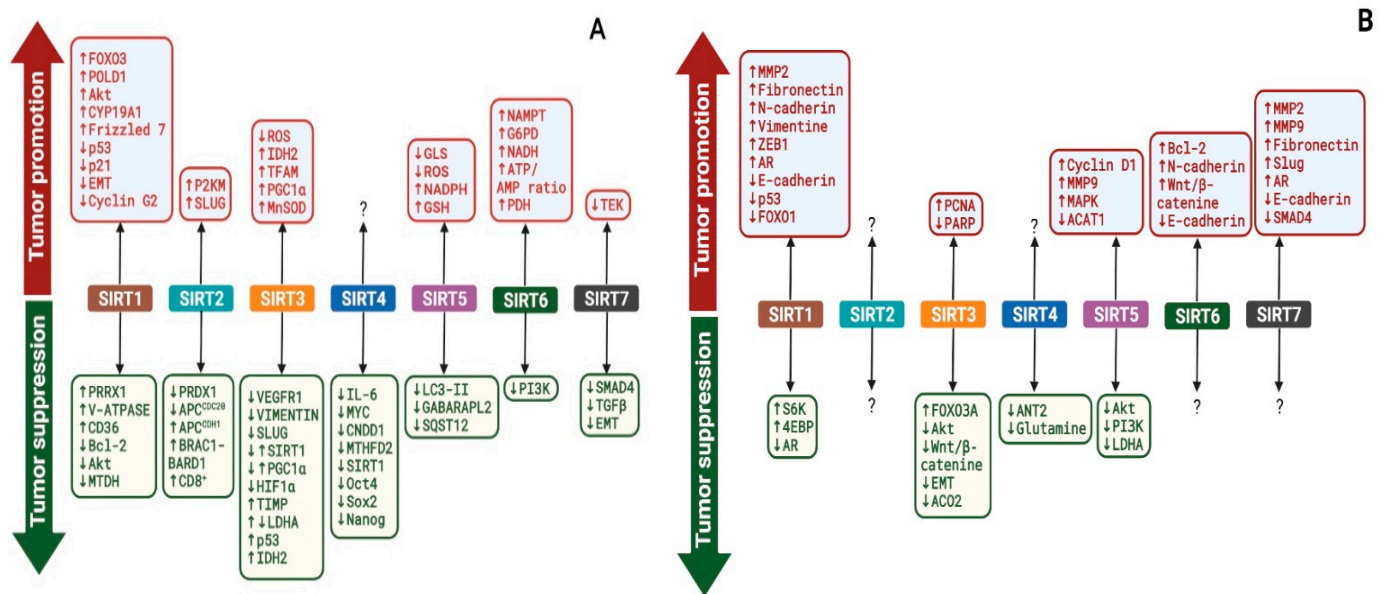 A
Tumor promotion
Tumor suppression
↑FOXO3
↑POLD1
↑Akt
↑CYP19A1
↑Frizzled 7
↓p53
↓p21
↓EMT
↓Cyclin G2
↑P2KM
↑SLUG
↓ROS
↑IDH2
↑TFAM
↑PGC1α
↑MnSOD
?
↓GLS
↓ROS
↑NADPH
↑GSH
↑NAMPT
↑G6PD
↑NADH
↑ATP/
AMP ratio
↑PDH
↓TEK
SIRT1
SIRT2
SIRT3
SIRT4
SIRT5
SIRT6
SIRT7
↑PRRX1
↑V-ATPASE
↑CD36
↓Bcl-2
↓Akt
↓MTDH
↓PRDX1
↓APCCDC20
↑APCCDH1
↑BRAC1-
BARD1
↑CD8+
↓VEGFR1
↓VIMENTIN
↓SLUG
↓↑SIRT1
↓↑PGC1α
↓HIF1α
↑TIMP
↑↓LDHA
↑p53
↑IDH2
↓IL-6
↓MYC
↓CNDD1
↓MTHFD2
↓SIRT1
↓Oct4
↓Sox2
↓Nanog
↓LC3-II
↓GABARAPL2
↓SQST12
↓PI3K
↓SMAD4
↓TGFβ
↓EMT
B
Tumor promotion
Tumor suppression
↑MMP2
↑Fibronectin
↑N-cadherin
↑Vimentine
↑ZEB1
↑AR
↓E-cadherin
↓p53
↓FOXO1
?
↑PCNA
↓PARP
?
↑Cyclin D1
↑MMP9
↑MAPK
↓ACAT1
↑Bcl-2
↑N-cadherin
↑Wnt/β-
catenine
↓E-cadherin
↑MMP2
↑MMP9
↑Fibronectin
↑Slug
↑AR
↓E-cadherin
↓SMAD4
SIRT1
SIRT2
SIRT3
SIRT4
SIRT5
SIRT6
SIRT7
↑S6K
↑4EBP
↓AR
?
↑FOXO3A
↓Akt
↓Wnt/β-
catenine
↓EMT
↓ACO2
↓ANT2
↓Glutamine
↓Akt
↓PI3K
↓LDHA
?
?